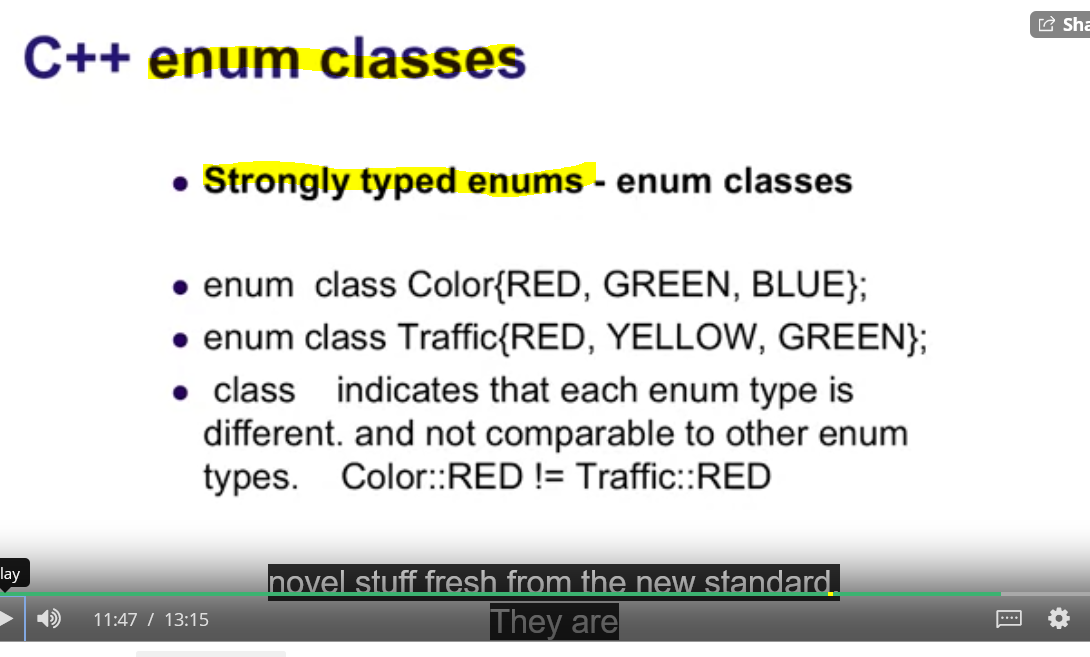 Sha
C++ enum classes
• Strongly typed enums - enum classes
• enum class Color{RED, GREEN, BLUE};
• enum class Traffic{RED, YELLOW, GREEN};
• class indicates that each enum type is
different. and not comparable to other enum
types. Color::RED != Traffic::RED
novel stuff fresh from the new standard.
They are
lay
11:47 / 13:15